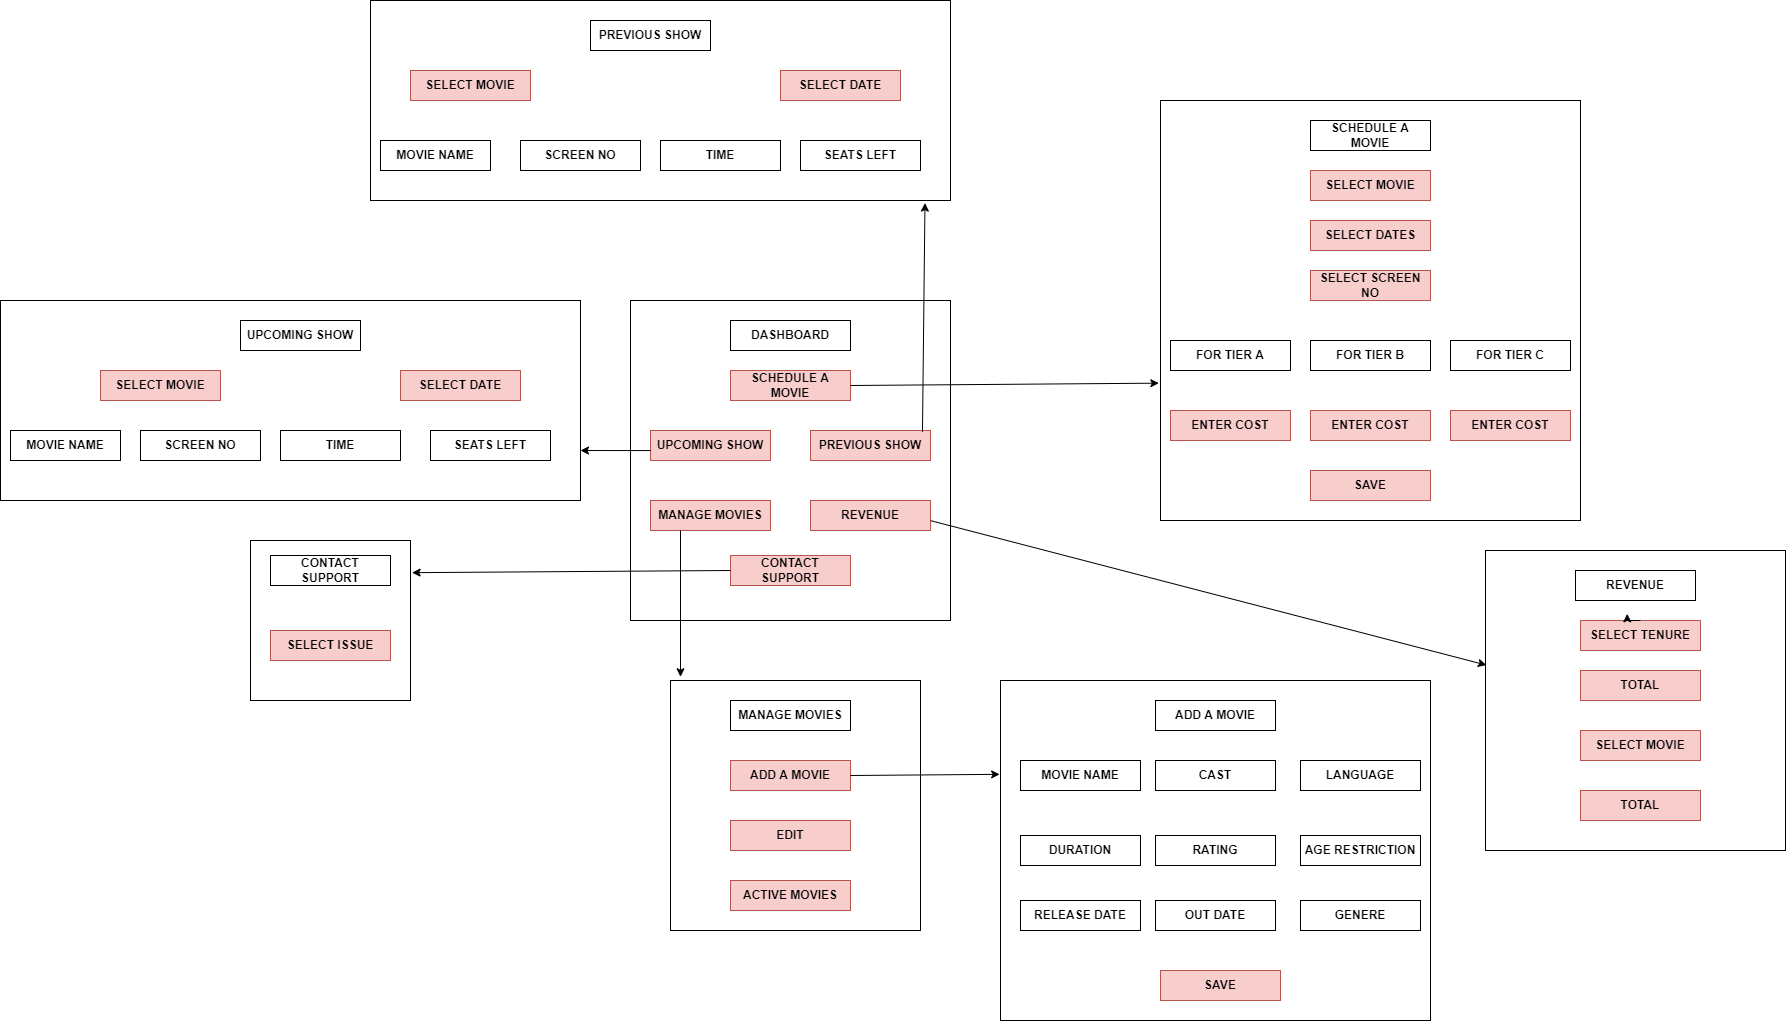 PREVIOUS SHOW
SELECT MOVIE
SELECT DATE
MOVIE NAME
SCREEN NO
TIME
SEATS LEFT
SCHEDULE A
MOVIE
SELECT MOVIE
SELECT DATES
SELECT SCREEN
NO
FOR TIER A
FOR TIER B
FOR TIER C
ENTER COST
ENTER COST
ENTER COST
SAVE
UPCOMING SHOW
SELECT MOVIE
SELECT DATE
MOVIE NAME
SCREEN NO
TIME
SEATS LEFT
DASHBOARD
SCHEDULE A
MOVIE
UPCOMING SHOW
PREVIOUS SHOW
MANAGE MOVIES
REVENUE
CONTACT
SUPPORT
CONTACT
SUPPORT
SELECT ISSUE
REVENUE
SELECT TENURE
TOTAL
SELECT MOVIE
TOTAL
MANAGE MOVIES
ADD A MOVIE
EDIT
ACTIVE MOVIES
ADD A MOVIE
MOVIE NAME
CAST
LANGUAGE
DURATION
RATING
AGE RESTRICTION
RELEASE DATE
OUT DATE
GENERE
SAVE